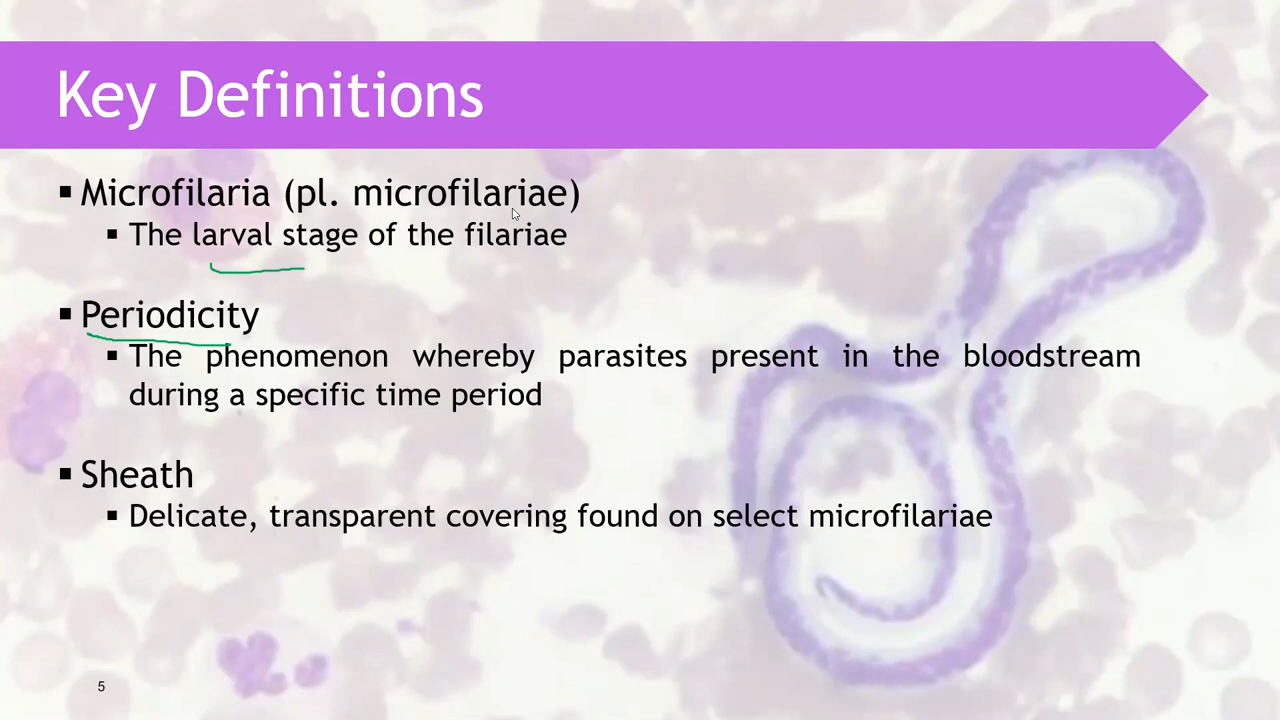 Key Definitions
▪ Microfilaria (pl. microfilariae)
▪ The larval stage of the filariae
▪ Periodicity
▪ The phenomenon whereby parasites present in the bloodstream
during a specific time period
▪ Sheath
▪ Delicate, transparent covering found on select microfilariae
5